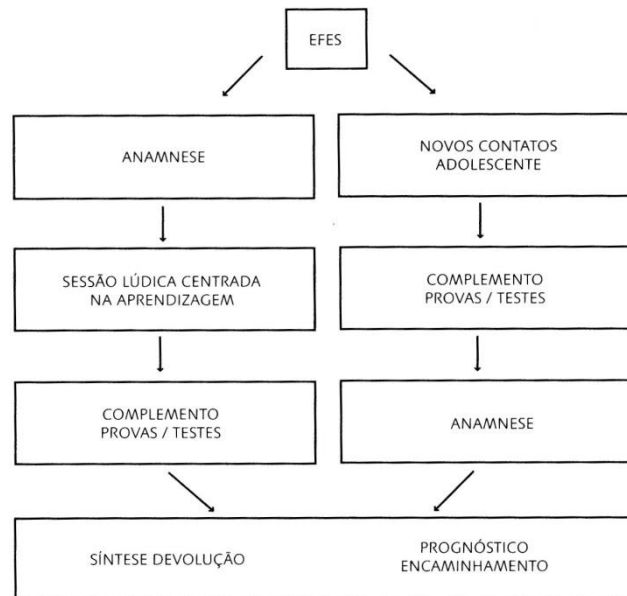 EFES
ANAMNESE
NOVOS CONTATOS
ADOLESCENTE
SESSÃO LÚDICA CENTRADA
NA APRENDIZAGEM
COMPLEMENTO
PROVAS / TESTES
COMPLEMENTO
PROVAS / TESTES
ANAMNESE
SÍNTESE DEVOLUÇÃO
PROGNÓSTICO
ENCAMINHAMENTO